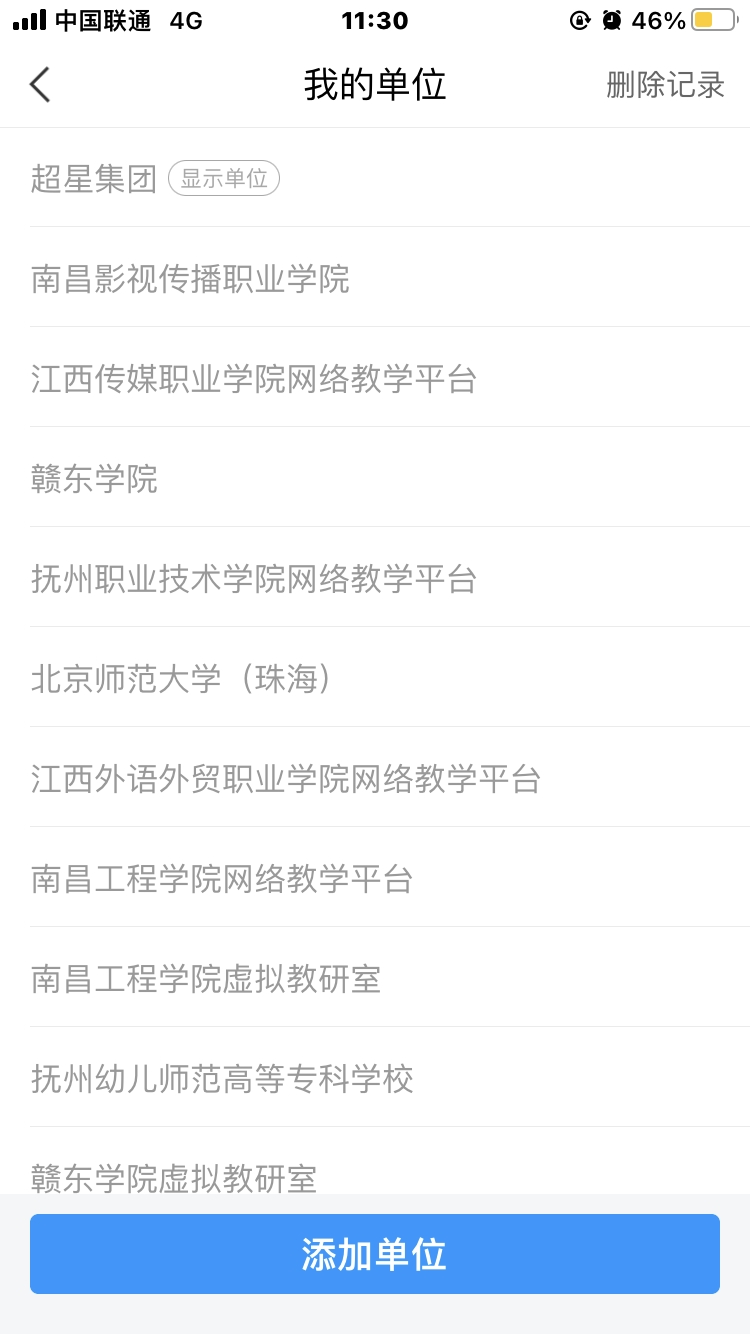 中国联通 4G 11:30 46%
我的单位 删除记录
超星集团 显示单位
南昌影视传播职业学院
江西传媒职业学院网络教学平台
赣东学院
抚州职业技术学院网络教学平台
北京师范大学（珠海）
江西外语外贸职业学院网络教学平台
南昌工程学院网络教学平台
南昌工程学院虚拟教研室
抚州幼儿师范高等专科学校
赣东学院虚拟教研室
添加单位